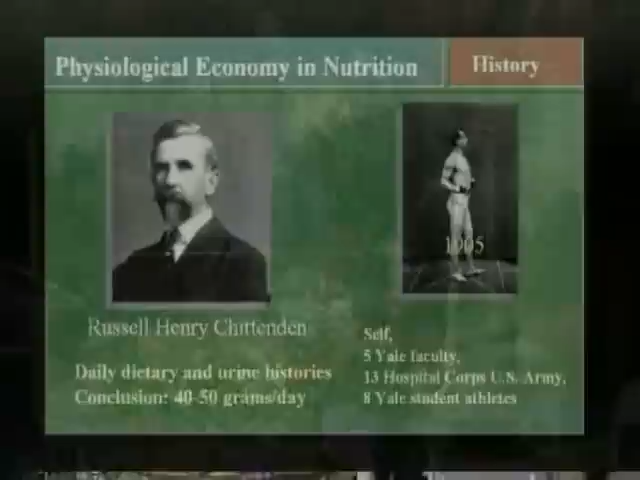 Physiological Economy in Nutrition
History
1905
Russell Henry Chittenden
Daily dietary and urine histories
Conclusion: 40-50 grams/day
Self,
5 Yale faculty,
13 Hospital Corps U.S. Army,
8 Yale student athletes